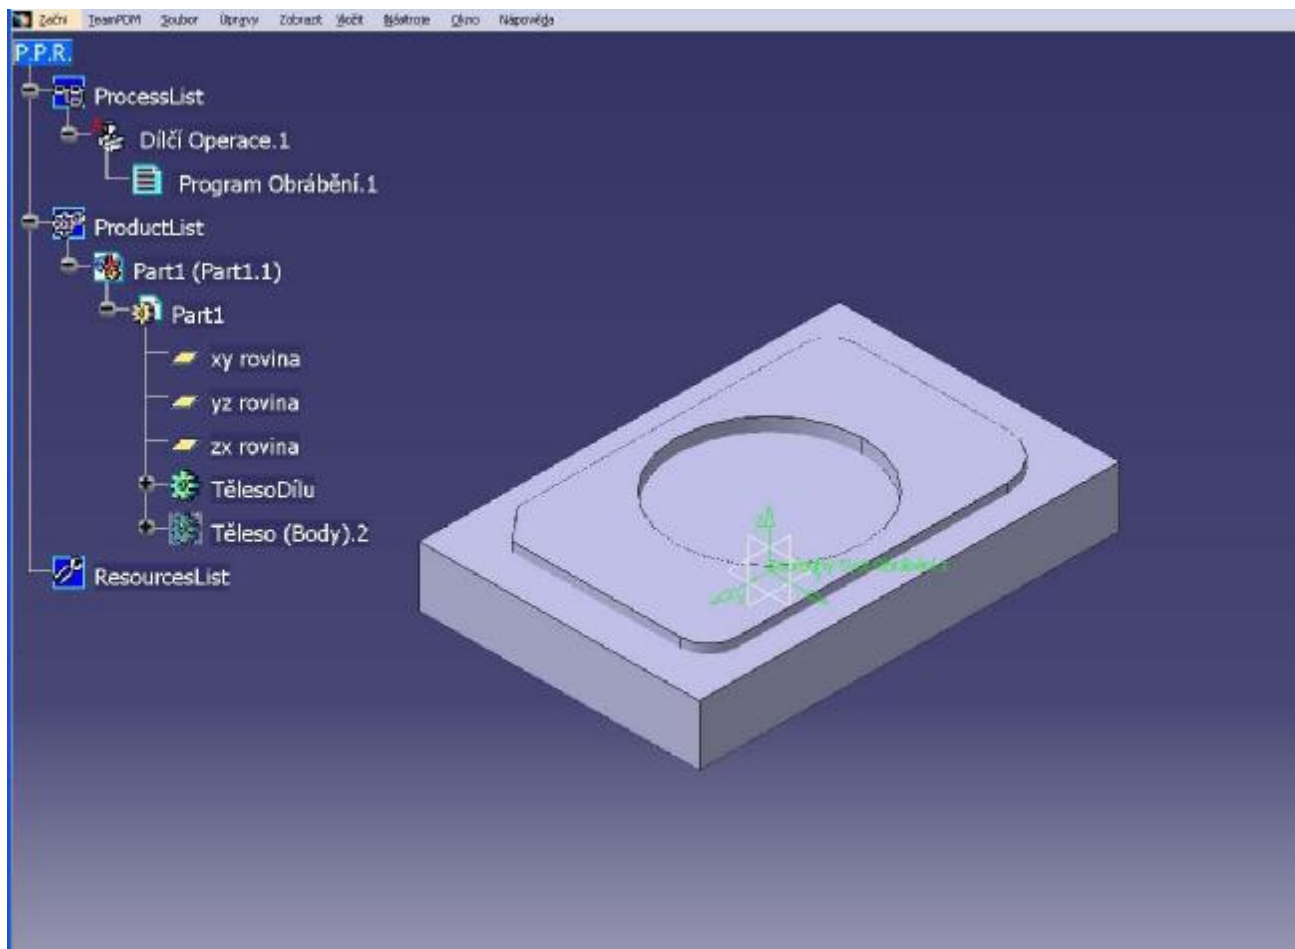 Začni TeamPDM Soubor Úpravy Zobrazit Vložit Nástroje Okno Nápověda
P.P.R.
ProcessList
Dílčí Operace.1
Program Obrábění.1
ProductList
Part1 (Part1.1)
Part1
xy rovina
yz rovina
zx rovina
TělesoDílu
Těleso (Body).2
ResourcesList